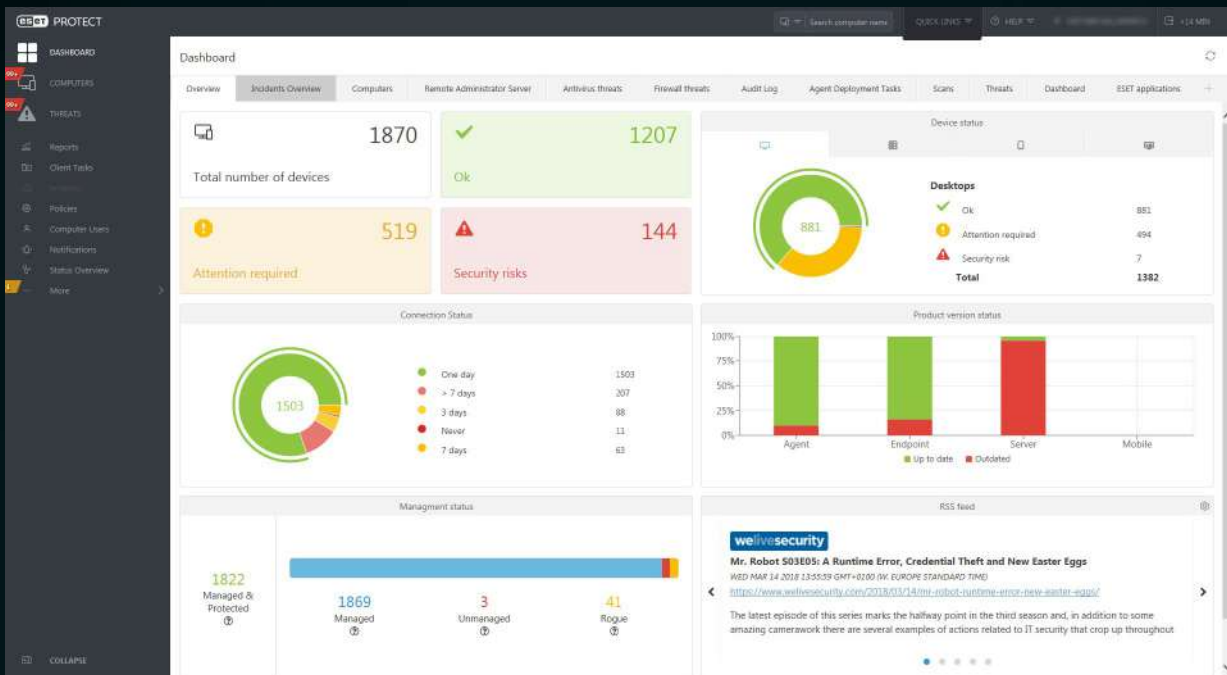 eset PROTECT
Search computer name
QUICK LINKS
HELP
>14 MIN
DASHBOARD
COMPUTERS
THREATS
Reports
Client Tasks
Policies
Computer Users
Notifications
Status Overview
More
COLLAPSE
99+
99+
Dashboard
Overview
Incidents Overview
Computers
Remote Administrator Server
Antivirus threats
Firewall threats
Audit Log
Agent Deployment Tasks
Scans
Threats
Dashboard
ESET applications
1870
Total number of devices
1207
Ok
519
Attention required
144
Security risks
Device status
881
Desktops
Ok 881
Attention required 494
Security risk 7
Total 1382
Connection Status
1503
One day 1503
> 7 days 207
3 days 88
Never 11
7 days 63
Product version status
100%
75%
50%
25%
0%
Agent Endpoint Server Mobile
Up to date Outdated
Managment status
1822
Managed &
Protected
1869
Managed
3
Unmanaged
41
Rogue
RSS feed
welivesecurity
Mr. Robot S03E05: A Runtime Error, Credential Theft and New Easter Eggs
WED MAR 14 2018 13:55:59 GMT+0100 (W. EUROPE STANDARD TIME)
https://www.welivesecurity.com/2018/03/14/mr-robot-runtime-error-new-easter-eggs/
The latest episode of this series marks the halfway point in the third season and, in addition to some
amazing camerawork there are several examples of actions related to IT security that crop up throughout